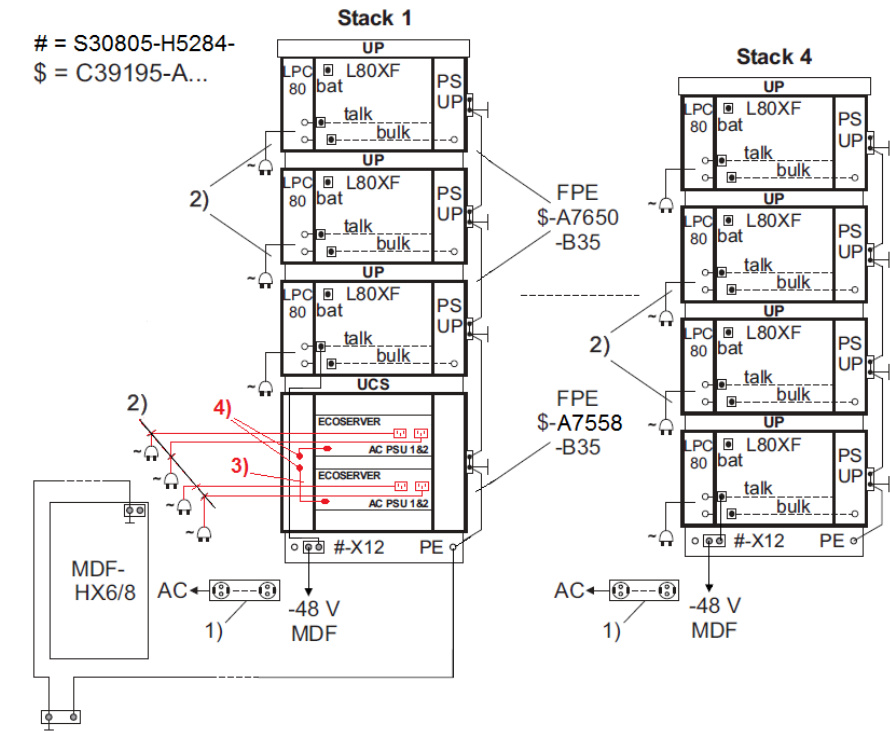 # = S30805-H5284-
$ = C39195-A...
Stack 1
UP
LPC
80
bat
L80XF
talk
bulk
PS
UP
UP
LPC
80
bat
L80XF
talk
bulk
PS
UP
UP
LPC
80
bat
L80XF
talk
bulk
PS
UP
UCS
ECOSERVER
AC PSU 1&2
ECOSERVER
AC PSU 1&2
#-X12
PE
2)
~
~
~
2)
4)
3)
~
~
~
~
FPE
$-A7650
-B35
FPE
$-A7558
-B35
MDF-
HX6/8
AC
1)
-48 V
MDF
Stack 4
UP
LPC
80
bat
L80XF
talk
bulk
PS
UP
UP
LPC
80
bat
L80XF
talk
bulk
PS
UP
UP
LPC
80
bat
L80XF
talk
bulk
PS
UP
UP
LPC
80
bat
L80XF
talk
bulk
PS
UP
#-X12
PE
2)
~
~
~
~
AC
1)
-48 V
MDF